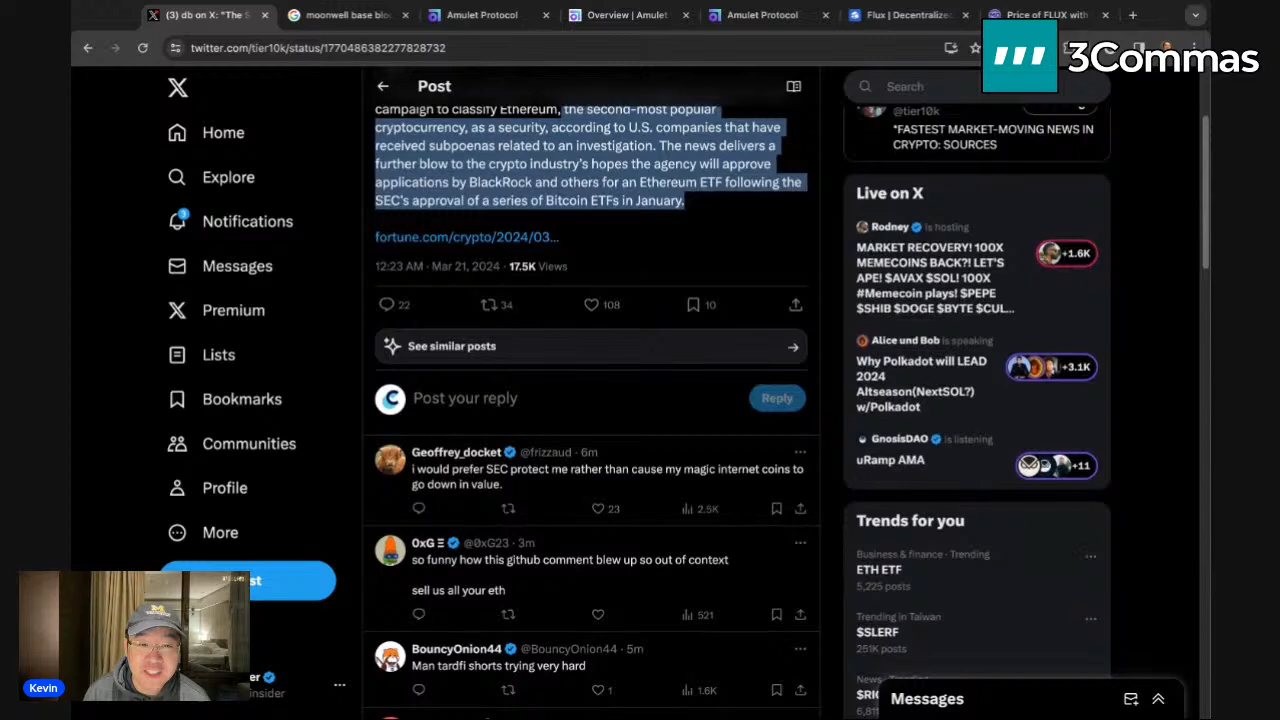 (3) db on X: "The S
moonwell base blo
Amulet Protocol
Overview | Amulet
Amulet Protocol
Flux | Decentralize
Price of FLUX with
3Commas
twitter.com/tier10k/status/1770486382277828732
Home
Explore
3
Notifications
Messages
Premium
Lists
Bookmarks
Communities
Profile
More
Post
campaign to classify Ethereum, the second-most popular
cryptocurrency, as a security, according to U.S. companies that have
received subpoenas related to an investigation. The news delivers a
further blow to the crypto industry's hopes the agency will approve
applications by BlackRock and others for an Ethereum ETF following the
SEC's approval of a series of Bitcoin ETFs in January.
fortune.com/crypto/2024/03...
12:23 AM · Mar 21, 2024 · 17.5K Views
22
34
108
10
See similar posts
Post your reply
Reply
Geoffrey_docket @frizzaud · 6m
i would prefer SEC protect me rather than cause my magic internet coins to
go down in value.
23
2.5K
0xG Ξ @0xG23 · 3m
so funny how this github comment blew up so out of context
sell us all your eth
521
BouncyOnion44 @BouncyOnion44 · 5m
Man tardfi shorts trying very hard
1
1.6K
Search
@tier10k
*FASTEST MARKET-MOVING NEWS IN
CRYPTO: SOURCES
Live on X
Rodney is hosting
MARKET RECOVERY! 100X
MEMECOINS BACK?! LET'S
APE! $AVAX $SOL! 100X
#Memecoin plays! $PEPE
$SHIB $DOGE $BYTE $CUL...
+1.6K
Alice und Bob is speaking
Why Polkadot will LEAD
2024
Altseason(NextSOL?)
w/Polkadot
+3.1K
GnosisDAO is listening
uRamp AMA
+11
Trends for you
Business & finance · Trending
ETH ETF
5,225 posts
Trending in Taiwan
$SLERF
251K posts
Messages
Kevin